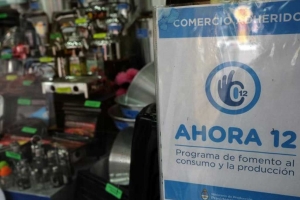 COMERCIO ADHERIDO
12
AHORA 12
Programa de fomento al
consumo y la producción